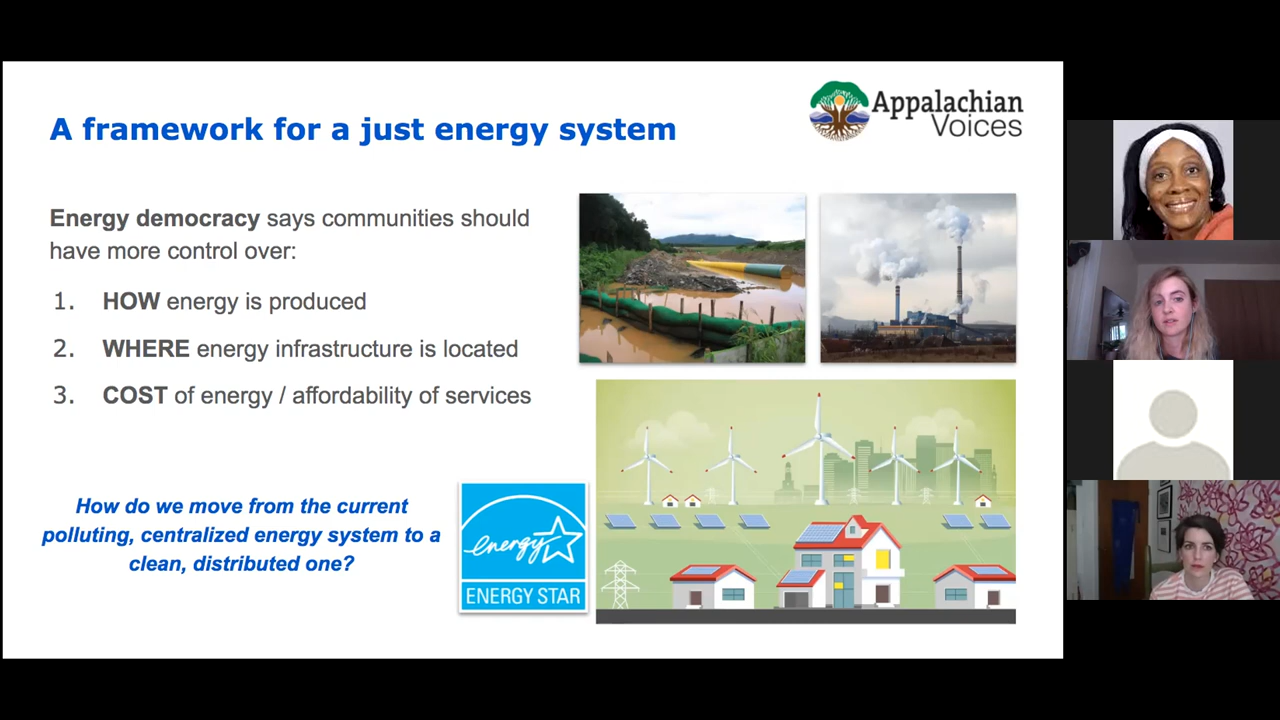 Appalachian
Voices
A framework for a just energy system
Energy democracy says communities should
have more control over:
1. HOW energy is produced
2. WHERE energy infrastructure is located
3. COST of energy / affordability of services
How do we move from the current
polluting, centralized energy system to a
clean, distributed one?
energy
ENERGY STAR